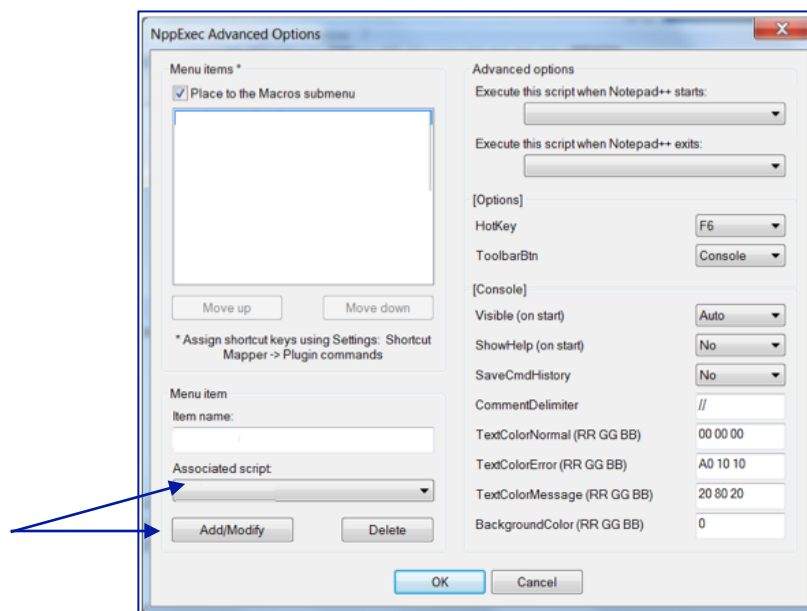 NppExec Advanced Options
Menu items *
Place to the Macros submenu
Move up
Move down
* Assign shortcut keys using Settings: Shortcut
Mapper -> Plugin commands
Menu item
Item name:
Associated script:
Add/Modify
Delete
Advanced options
Execute this script when Notepad++ starts:
Execute this script when Notepad++ exits:
[Options]
HotKey
F6
ToolbarBtn
Console
[Console]
Visible (on start)
Auto
ShowHelp (on start)
No
SaveCmdHistory
No
CommentDelimiter
//
TextColorNormal (RR GG BB)
00 00 00
TextColorError (RR GG BB)
A0 10 10
TextColorMessage (RR GG BB)
20 80 20
BackgroundColor (RR GG BB)
0
OK
Cancel